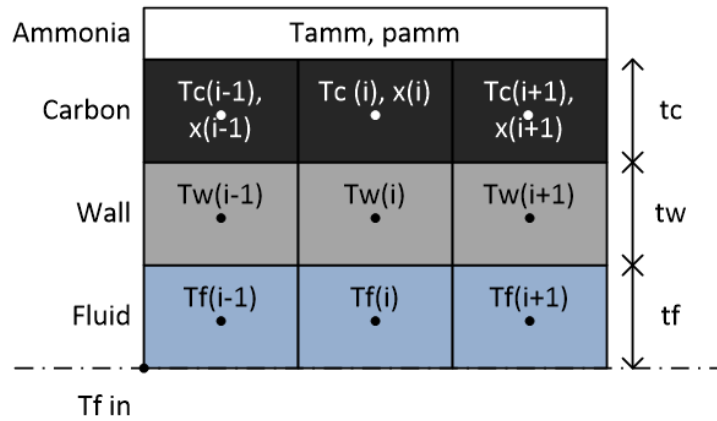 Ammonia Tamm, pamm
Carbon Tc(i-1), Tc (i), x(i) Tc(i+1), tc
x(i-1) x(i+1)
Wall Tw(i-1) Tw(i) Tw(i+1) tw
Fluid Tf(i-1) Tf(i) Tf(i+1) tf
Tf in